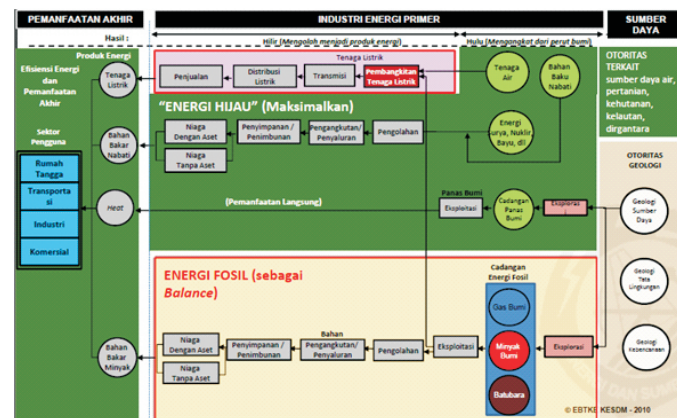 PEMANFAATAN AKHIR
INDUSTRI ENERGI PRIMER
SUMBER
DAYA
Hasil :
Hilir (Mengolah menjadi produk energi)
Hulu (Mengangkat dari perut bumi)
Produk Energi
Efisiensi Energi
dan
Pemanfaatan
Akhir
Tenaga
Listrik
Tenaga Listrik
Penjualan
Distribusi
Listrik
Transmisi
Pembangkitan
Tenaga Listrik
Tenaga
Air
Bahan
Baku
Nabati
OTORITAS
TERKAIT
sumber daya air,
pertanian,
kehutanan,
kelautan,
dirgantara
"ENERGI HIJAU" (Maksimalkan)
Sektor
Pengguna
Bahan
Bakar
Nabati
Niaga
Dengan Aset
Niaga
Tanpa Aset
Penyimpanan /
Penimbunan
Pengangkutan/
Penyaluran
Pengolahan
Energi
Surya, Nuklir,
Bayu, dll
OTORITAS
GEOLOGI
Rumah
Tangga
Transporta
si
Industri
Komersial
Heat
(Pemanfaatan Langsung)
Panas Bumi
Eksploitasi
Cadangan
Panas
Bumi
Geologi
Sumber
Daya
ENERGI FOSIL (sebagai
Balance)
Cadangan
Energi Fosil
Gas Bumi
Geologi
Tata
Lingkungan
Bahan
Bakar
Minyak
Niaga
Dengan Aset
Niaga
Tanpa Aset
Penyimpanan /
Penimbunan
Bahan
Pengangkutan/
Penyaluran
Pengolahan
Eksploitasi
Minyak
Bumi
Eksplorasi
Geologi
Kebencanaan
Batubara
© EBTKE KESDM - 2010